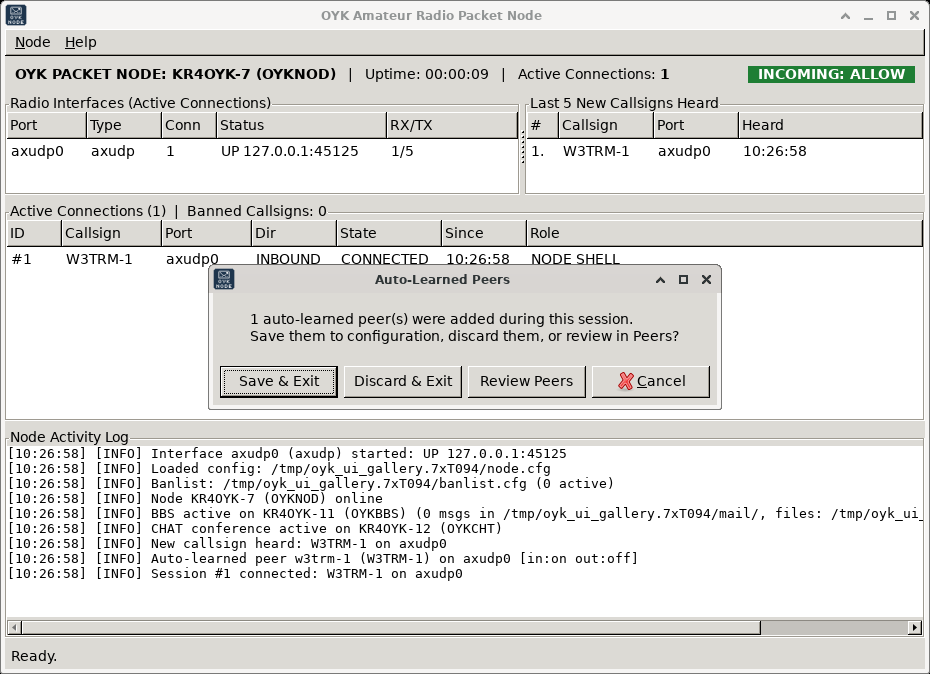 OYK Amateur Radio Packet Node
Node Help
OYK PACKET NODE: KR4OYK-7 (OYKNOD) | Uptime: 00:00:09 | Active Connections: 1 INCOMING: ALLOW
Radio Interfaces (Active Connections)
Port Type Conn Status RX/TX
axudp0 axudp 1 UP 127.0.0.1:45125 1/5
Last 5 New Callsigns Heard
# Callsign Port Heard
1. W3TRM-1 axudp0 10:26:58
Active Connections (1) | Banned Callsigns: 0
ID Callsign Port Dir State Since Role
#1 W3TRM-1 axudp0 INBOUND CONNECTED 10:26:58 NODE SHELL
Auto-Learned Peers
1 auto-learned peer(s) were added during this session.
Save them to configuration, discard them, or review in Peers?
Save & Exit Discard & Exit Review Peers Cancel
Node Activity Log
[10:26:58] [INFO] Interface axudp0 (axudp) started: UP 127.0.0.1:45125
[10:26:58] [INFO] Loaded config: /tmp/oyk_ui_gallery.7xT094/node.cfg
[10:26:58] [INFO] Banlist: /tmp/oyk_ui_gallery.7xT094/banlist.cfg (0 active)
[10:26:58] [INFO] Node KR4OYK-7 (OYKNOD) online
[10:26:58] [INFO] BBS active on KR4OYK-11 (OYKBBS) (0 msgs in /tmp/oyk_ui_gallery.7xT094/mail/, files: /tmp/oyk_ui_
[10:26:58] [INFO] CHAT conference active on KR4OYK-12 (OYKCHT)
[10:26:58] [INFO] New callsign heard: W3TRM-1 on axudp0
[10:26:58] [INFO] Auto-learned peer w3trm-1 (W3TRM-1) on axudp0 [in:on out:off]
[10:26:58] [INFO] Session #1 connected: W3TRM-1 on axudp0
Ready.